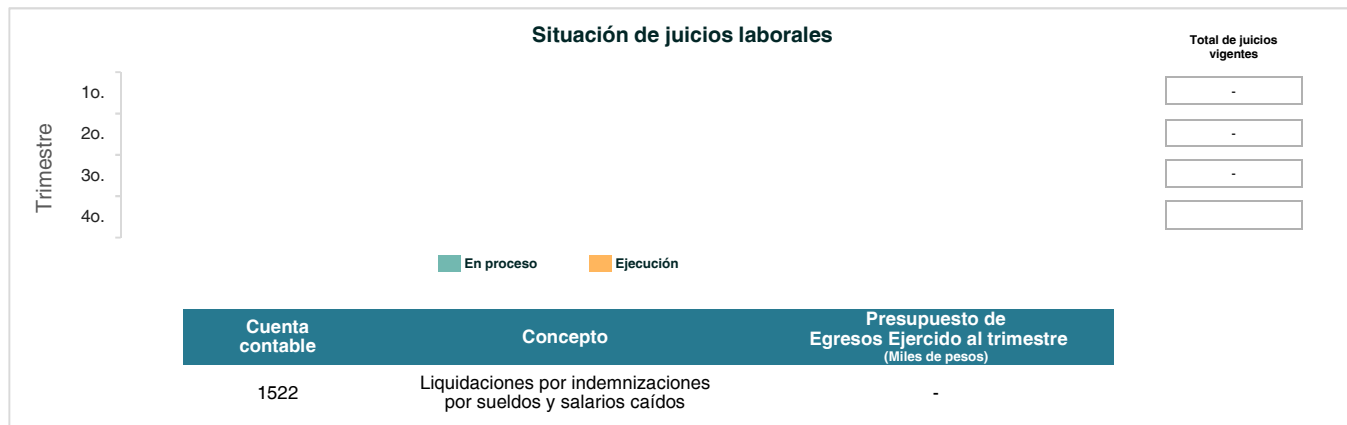 Situación de juicios laborales
Total de juicios
vigentes
Trimestre
1o.
-
2o.
-
3o.
-
4o.
En proceso
Ejecución
Cuenta
contable
Concepto
Presupuesto de
Egresos Ejercido al trimestre
(Miles de pesos)
1522
Liquidaciones por indemnizaciones
por sueldos y salarios caídos
-